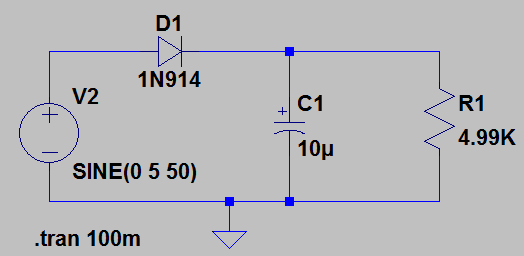 D1
1N914
V2
SINE(0 5 50)
C1
10µ
R1
4.99K
.tran 100m